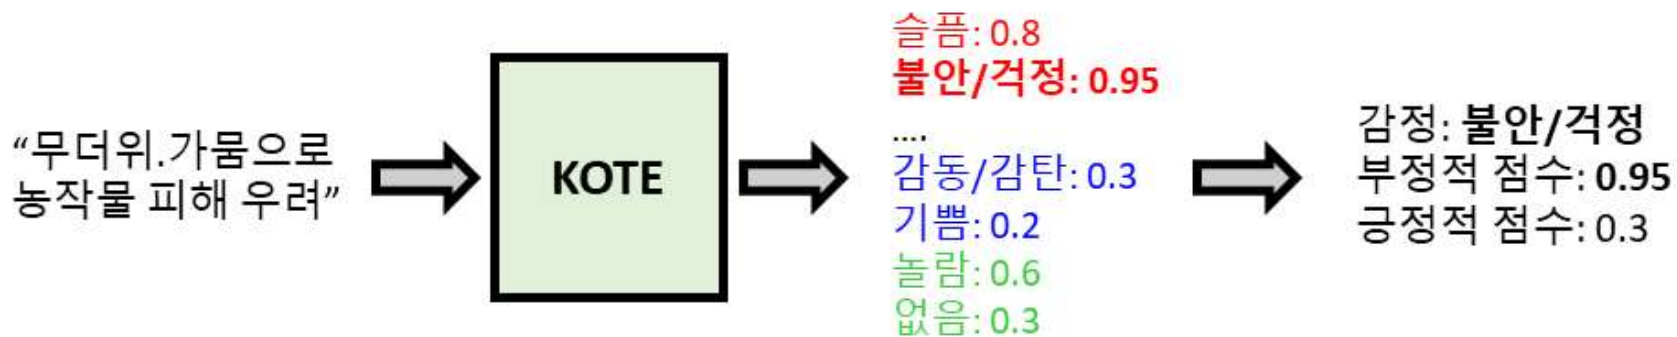 “무더위.가뭄으로
농작물 피해 우려”
KOTE
슬픔: 0.8
불안/걱정: 0.95
....
감동/감탄: 0.3
기쁨: 0.2
놀람: 0.6
없음: 0.3
감정: 불안/걱정
부정적 점수: 0.95
긍정적 점수: 0.3